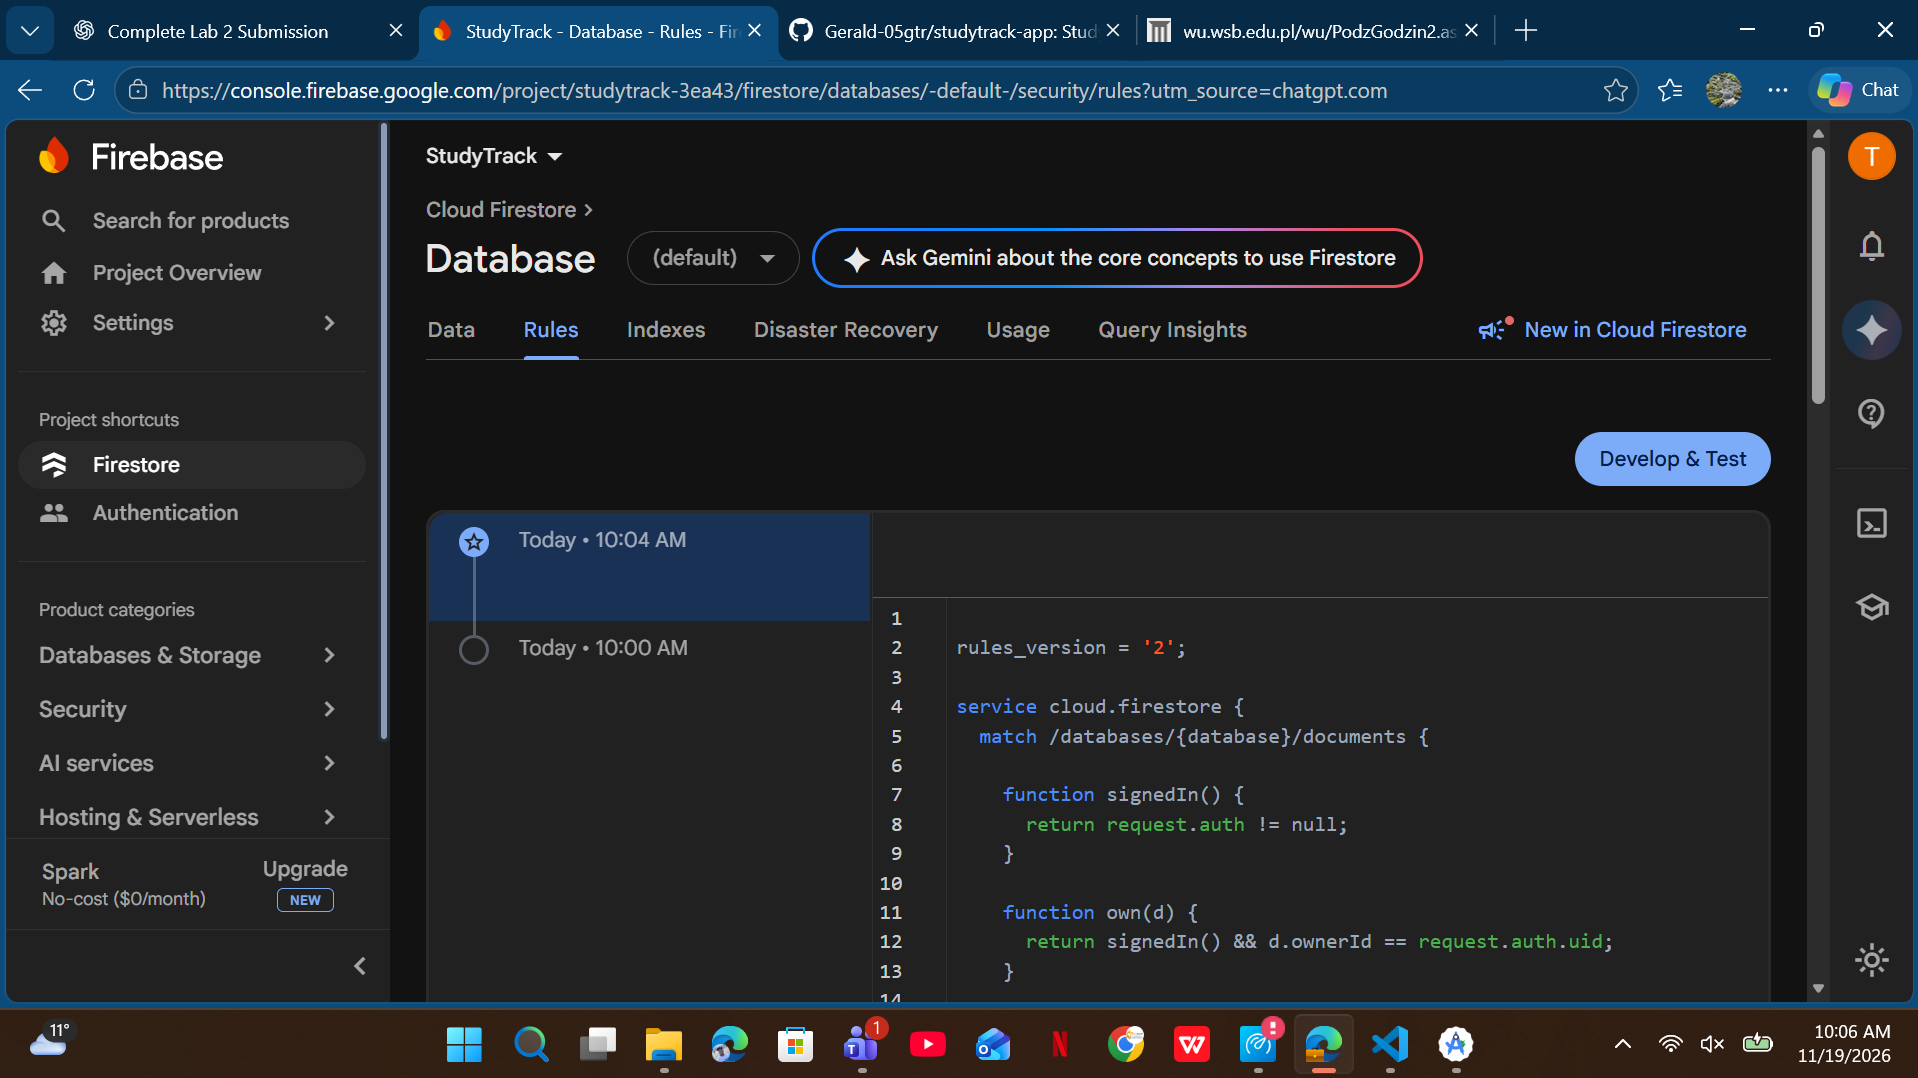 Complete Lab 2 Submission
StudyTrack - Database - Rules - Fir
Gerald-05gtr/studytrack-app: Stud
wu.wsb.edu.pl/wu/PodzGodzin2.as
https://console.firebase.google.com/project/studytrack-3ea43/firestore/databases/-default-/security/rules?utm_source=chatgpt.com
Chat
Firebase
Search for products
Project Overview
Settings
Project shortcuts
Firestore
Authentication
Product categories
Databases & Storage
Security
AI services
Hosting & Serverless
Spark
No-cost ($0/month)
Upgrade
NEW
StudyTrack
Cloud Firestore
Database
(default)
Ask Gemini about the core concepts to use Firestore
Data
Rules
Indexes
Disaster Recovery
Usage
Query Insights
New in Cloud Firestore
Develop & Test
Today • 10:04 AM
Today • 10:00 AM
1
2 rules_version = '2';
3
4 service cloud.firestore {
5 match /databases/{database}/documents {
6
7 function signedIn() {
8 return request.auth != null;
9 }
10
11 function own(d) {
12 return signedIn() && d.ownerId == request.auth.uid;
13 }
14
T
11°
1
10:06 AM
11/19/2026